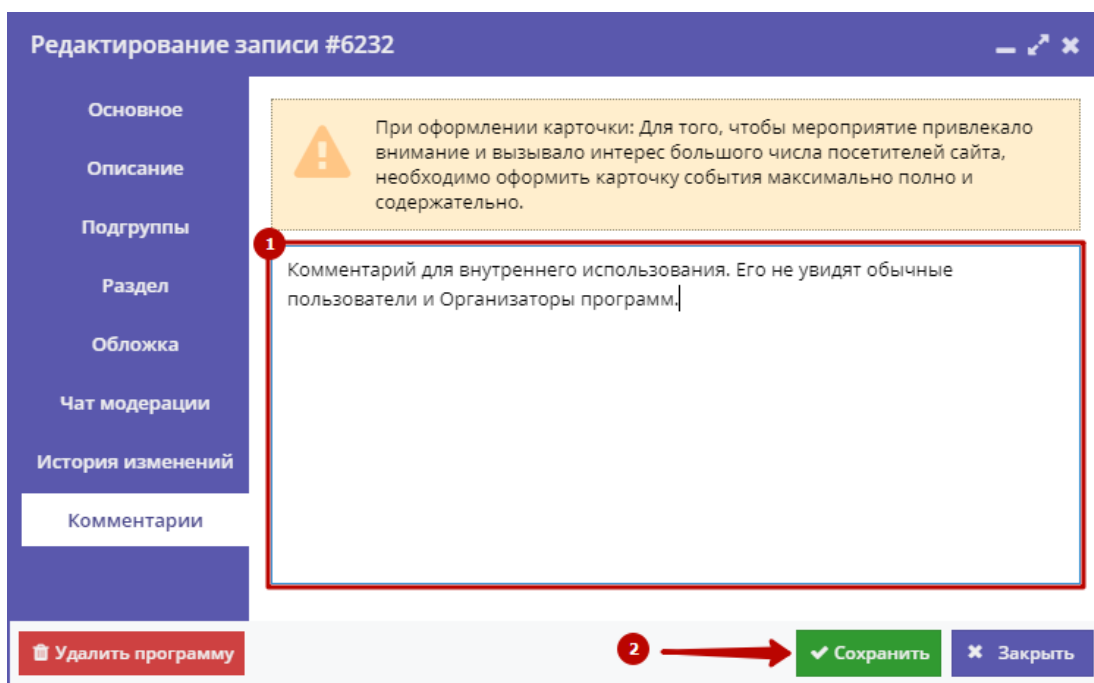 Редактирование записи #6232
Основное
Описание
Подгруппы
Раздел
Обложка
Чат модерации
История изменений
Комментарии
При оформлении карточки: Для того, чтобы мероприятие привлекало
внимание и вызывало интерес большого числа посетителей сайта,
необходимо оформить карточку события максимально полно и
содержательно.
1
Комментарий для внутреннего использования. Его не увидят обычные
пользователи и Организаторы программ.
Удалить программу
2
Сохранить
Закрыть